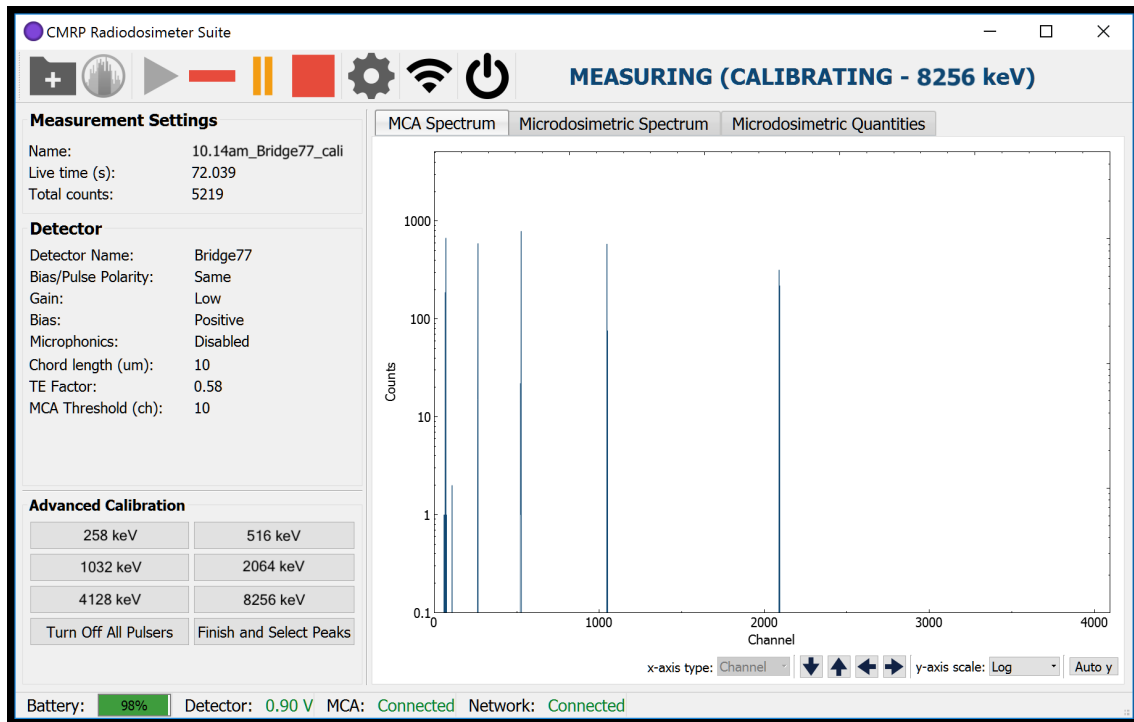 CMRP Radiodosimeter Suite
MEASURING (CALIBRATING - 8256 keV)
Measurement Settings
Name: 10.14am_Bridge77_cali
Live time (s): 72.039
Total counts: 5219
Detector
Detector Name: Bridge77
Bias/Pulse Polarity: Same
Gain: Low
Bias: Positive
Microphonics: Disabled
Chord length (um): 10
TE Factor: 0.58
MCA Threshold (ch): 10
Advanced Calibration
258 keV 516 keV
1032 keV 2064 keV
4128 keV 8256 keV
Turn Off All Pulsers Finish and Select Peaks
MCA Spectrum Microdosimetric Spectrum Microdosimetric Quantities
1000
100
Counts
10
1
0.1
0 1000 2000 3000 4000
Channel
x-axis type: Channel y-axis scale: Log Auto y
Battery: 98% Detector: 0.90 V MCA: Connected Network: Connected